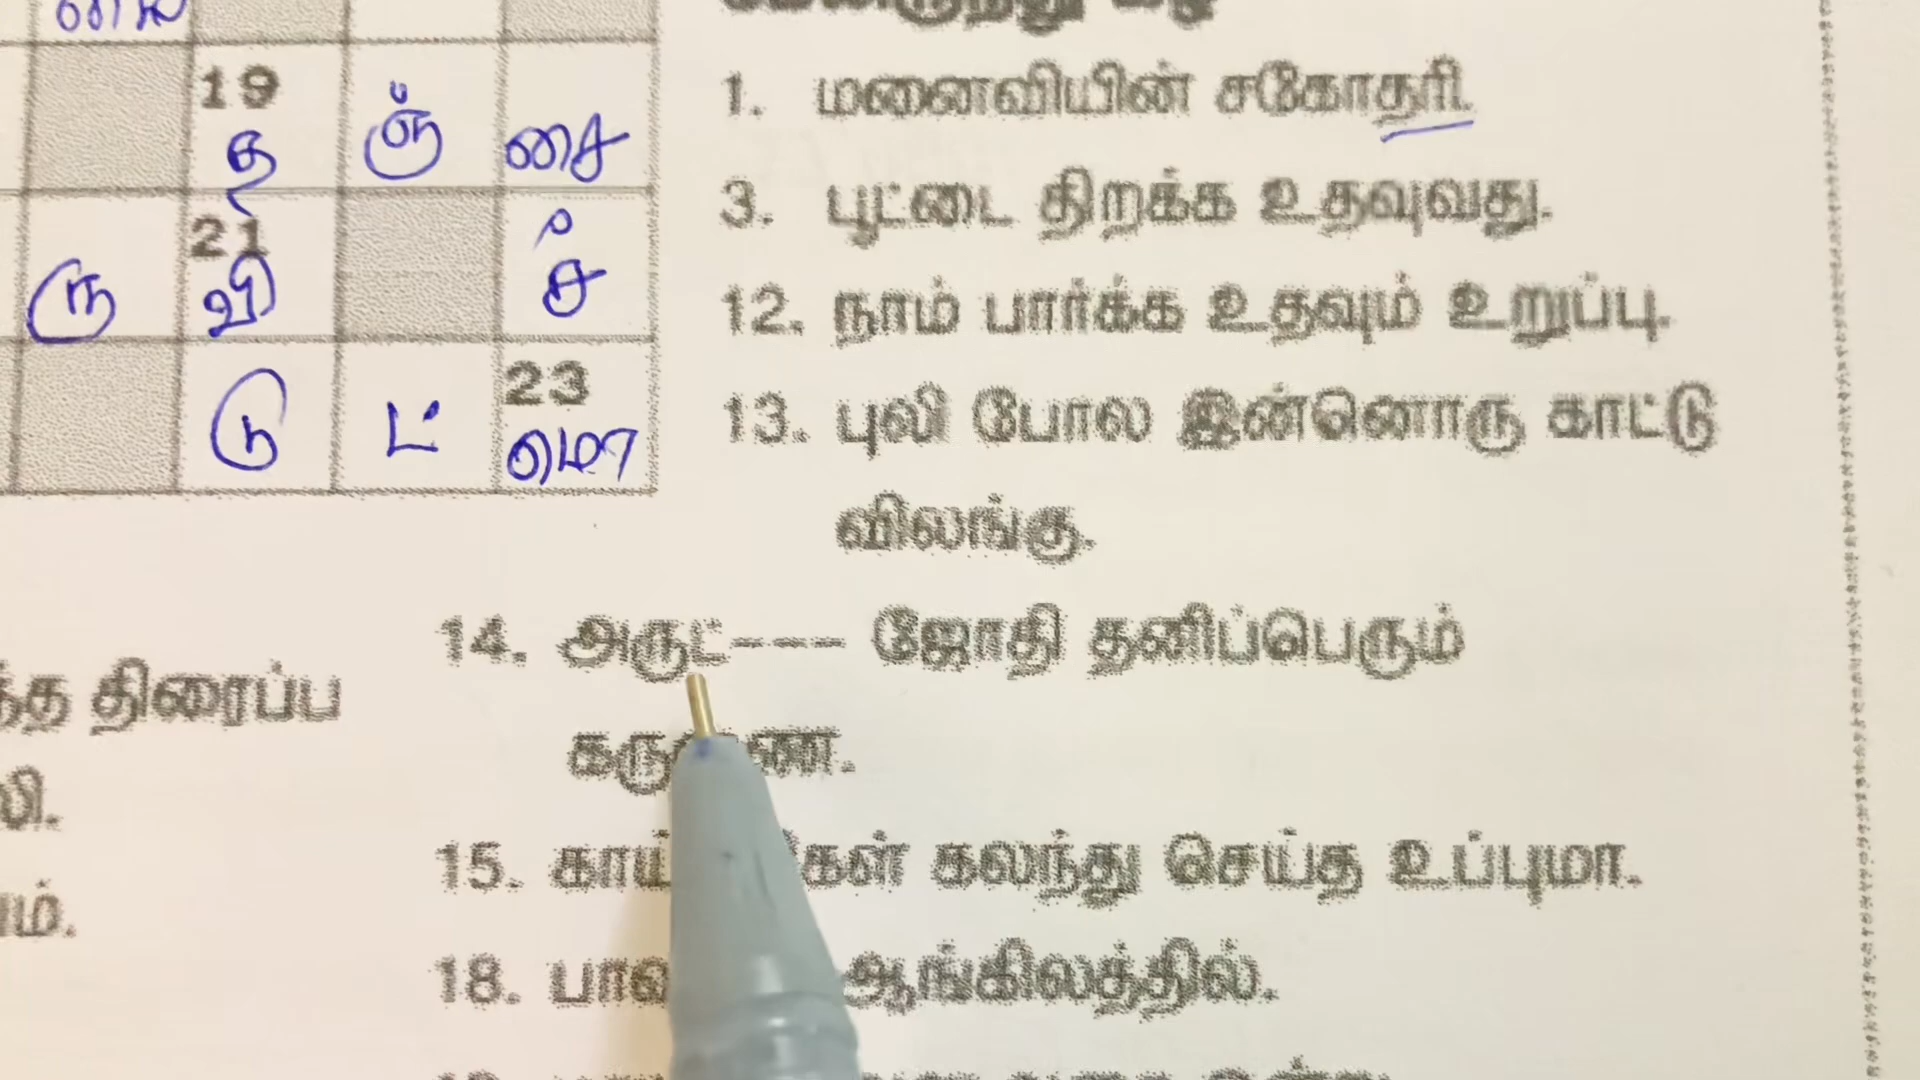 19
த ஞ் சை
21
ரு வி ச்
23
டு ட் மொ
1. மனைவியின் சகோதரி.
3. பூட்டை திறக்க உதவுவது.
12. நாம் பார்க்க உதவும் உறுப்பு.
13. புலி போல இன்னொரு காட்டு
விலங்கு.
14. அருட்--- ஜோதி தனிப்பெரும்
15. கலந்து செய்த உப்புமா.
18. ஆங்கிலத்தில்.
திரைப்ப